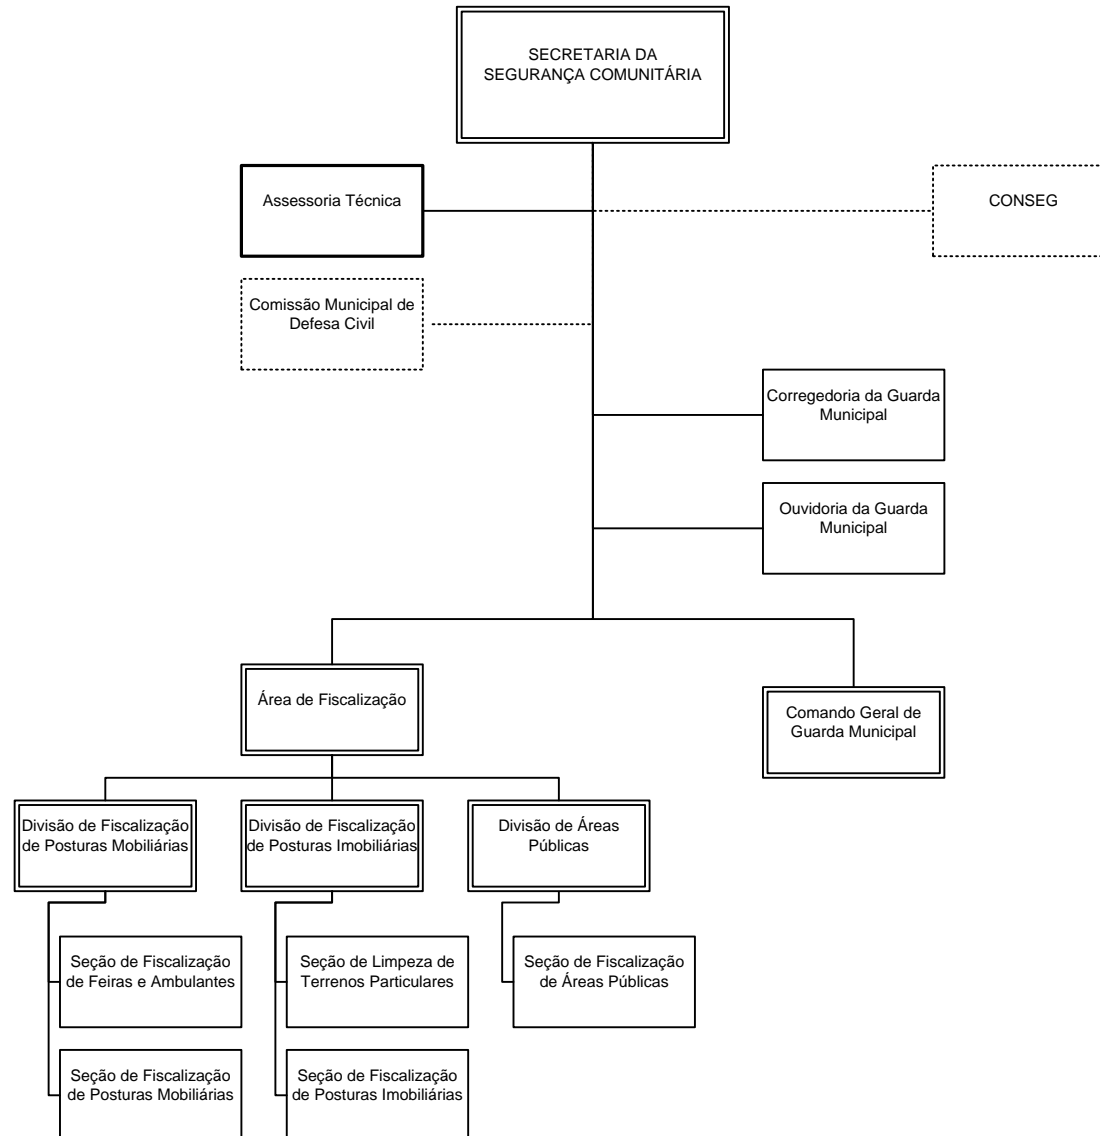 SECRETARIA DA
SEGURANÇA COMUNITÁRIA
Assessoria Técnica
CONSEG
Comissão Municipal de
Defesa Civil
Corregedoria da Guarda
Municipal
Ouvidoria da Guarda
Municipal
Área de Fiscalização
Comando Geral de
Guarda Municipal
Divisão de Fiscalização
de Posturas Mobiliárias
Divisão de Fiscalização
de Posturas Imobiliárias
Divisão de Áreas
Públicas
Seção de Fiscalização
de Feiras e Ambulantes
Seção de Limpeza de
Terrenos Particulares
Seção de Fiscalização
de Áreas Públicas
Seção de Fiscalização
de Posturas Mobiliárias
Seção de Fiscalização
de Posturas Imobiliárias